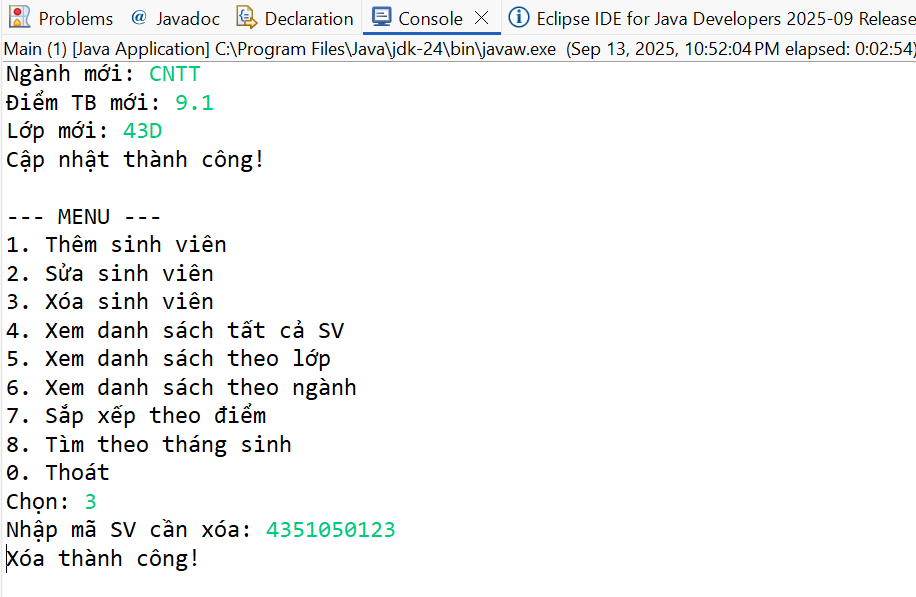 Problems @ Javadoc Declaration Console Eclipse IDE for Java Developers 2025-09 Release
Main (1) [Java Application] C:\Program Files\Java\jdk-24\bin\javaw.exe (Sep 13, 2025, 10:52:04 PM elapsed: 0:02:54)
Ngành mới: CNTT
Điểm TB mới: 9.1
Lớp mới: 43D
Cập nhật thành công!
--- MENU ---
1. Thêm sinh viên
2. Sửa sinh viên
3. Xóa sinh viên
4. Xem danh sách tất cả SV
5. Xem danh sách theo lớp
6. Xem danh sách theo ngành
7. Sắp xếp theo điểm
8. Tìm theo tháng sinh
0. Thoát
Chọn: 3
Nhập mã SV cần xóa: 4351050123
Xóa thành công!